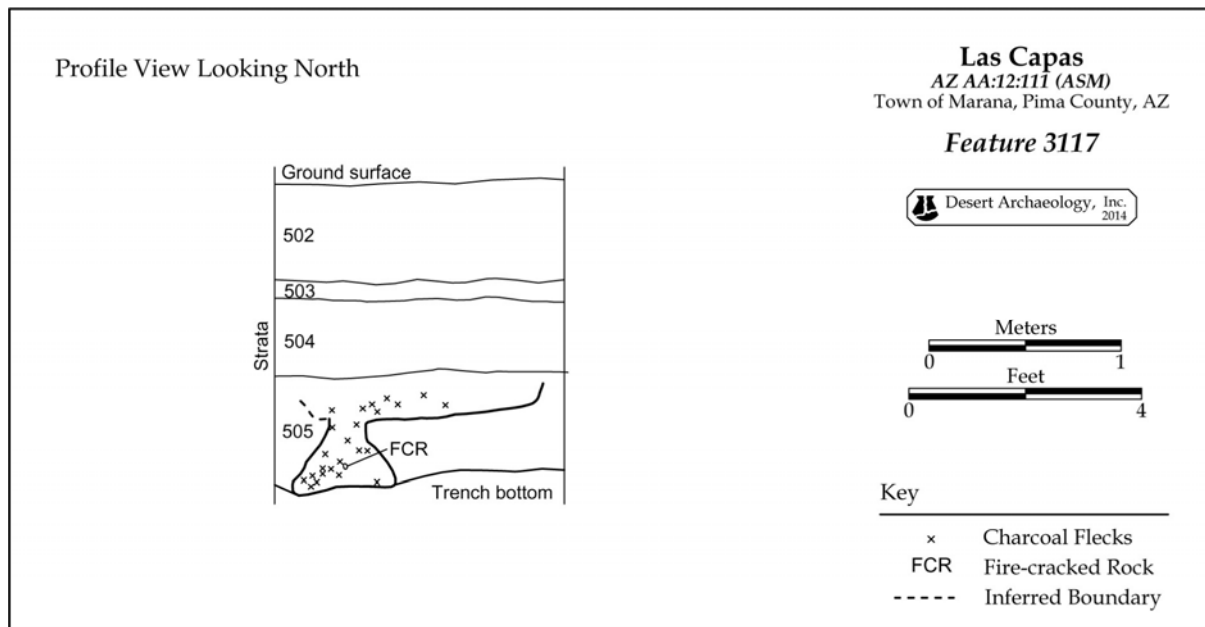 Profile View Looking North
Las Capas
AZ AA:12:111 (ASM)
Town of Marana, Pima County, AZ
Feature 3117
Desert Archaeology, Inc.
2014
Ground surface
502
503
504
505
Strata
FCR
Trench bottom
Meters
0 1
Feet
0 4
Key
x Charcoal Flecks
FCR Fire-cracked Rock
Inferred Boundary